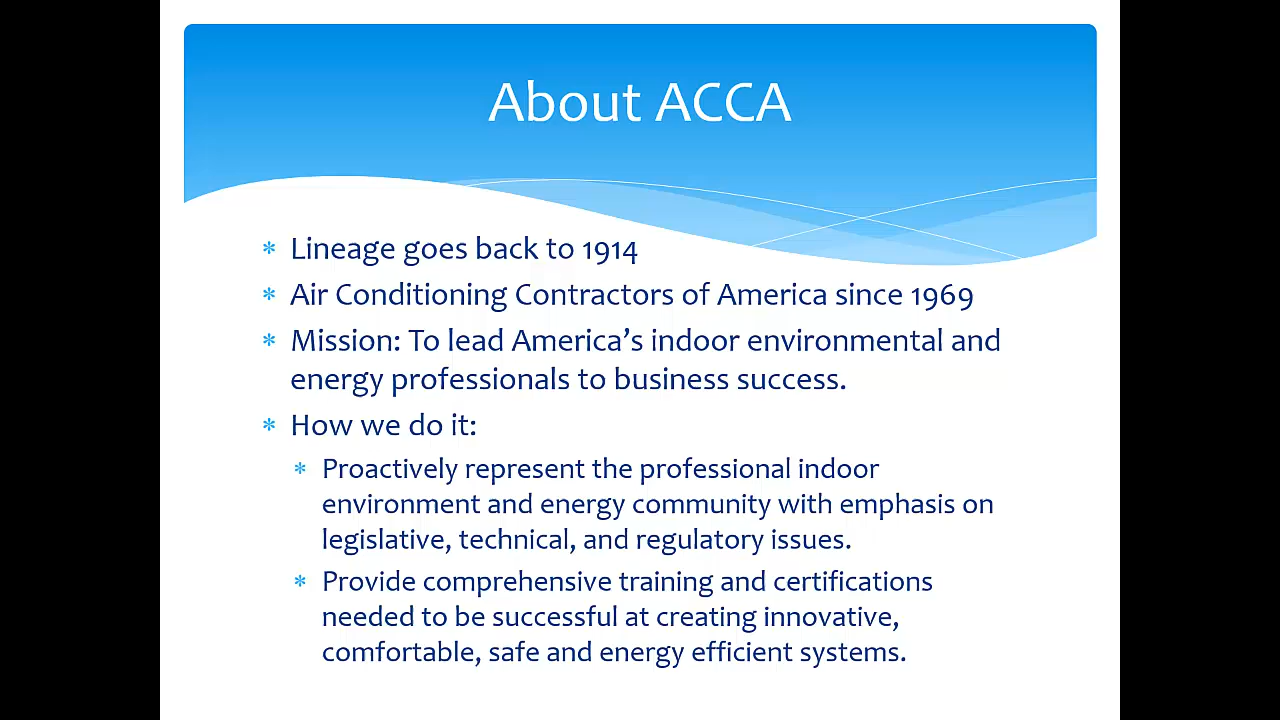 About ACCA
* Lineage goes back to 1914
* Air Conditioning Contractors of America since 1969
* Mission: To lead America’s indoor environmental and
energy professionals to business success.
* How we do it:
* Proactively represent the professional indoor
environment and energy community with emphasis on
legislative, technical, and regulatory issues.
* Provide comprehensive training and certifications
needed to be successful at creating innovative,
comfortable, safe and energy efficient systems.